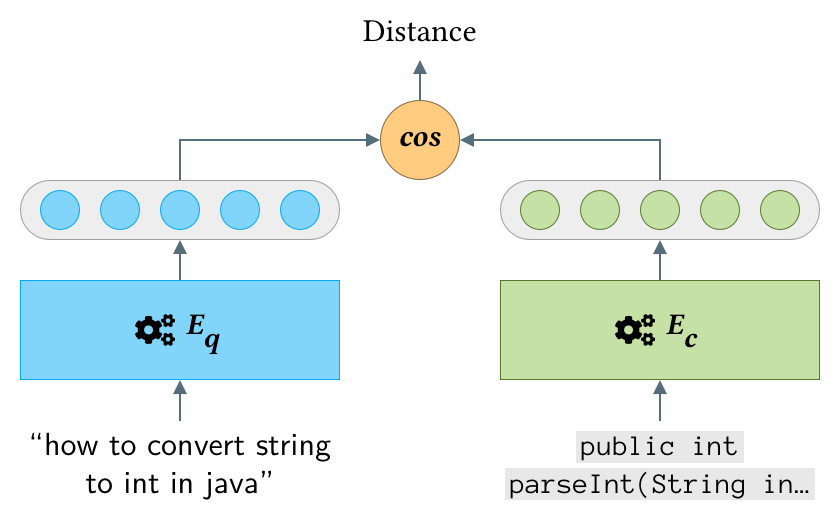 Distance
cos
E_q
E_c
“how to convert string
to int in java”
public int
parseInt(String in…